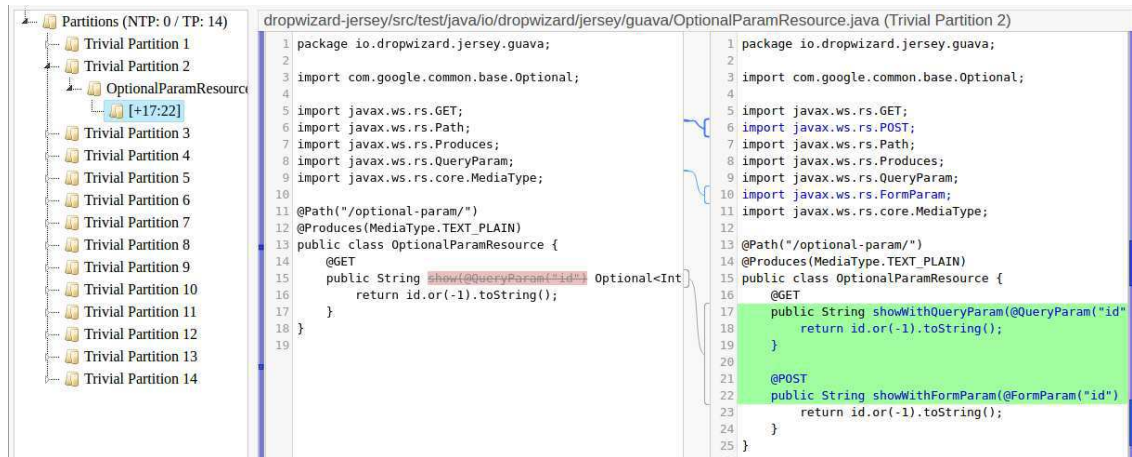 Partitions (NTP: 0 / TP: 14)
Trivial Partition 1
Trivial Partition 2
OptionalParamResource
[+17:22]
Trivial Partition 3
Trivial Partition 4
Trivial Partition 5
Trivial Partition 6
Trivial Partition 7
Trivial Partition 8
Trivial Partition 9
Trivial Partition 10
Trivial Partition 11
Trivial Partition 12
Trivial Partition 13
Trivial Partition 14
dropwizard-jersey/src/test/java/io/dropwizard/jersey/guava/OptionalParamResource.java (Trivial Partition 2)
1 package io.dropwizard.jersey.guava;
2
3 import com.google.common.base.Optional;
4
5 import javax.ws.rs.GET;
6 import javax.ws.rs.Path;
7 import javax.ws.rs.Produces;
8 import javax.ws.rs.QueryParam;
9 import javax.ws.rs.core.MediaType;
10
11 @Path("/optional-param/")
12 @Produces(MediaType.TEXT_PLAIN)
13 public class OptionalParamResource {
14     @GET
15     public String show(@QueryParam("id") Optional<Int
16         return id.or(-1).toString();
17     }
18 }
19
1 package io.dropwizard.jersey.guava;
2
3 import com.google.common.base.Optional;
4
5 import javax.ws.rs.GET;
6 import javax.ws.rs.POST;
7 import javax.ws.rs.Path;
8 import javax.ws.rs.Produces;
9 import javax.ws.rs.QueryParam;
10 import javax.ws.rs.FormParam;
11 import javax.ws.rs.core.MediaType;
12
13 @Path("/optional-param/")
14 @Produces(MediaType.TEXT_PLAIN)
15 public class OptionalParamResource {
16     @GET
17     public String showWithQueryParam(@QueryParam("id"
18         return id.or(-1).toString();
19     }
20
21     @POST
22     public String showWithFormParam(@FormParam("id")
23         return id.or(-1).toString();
24     }
25 }